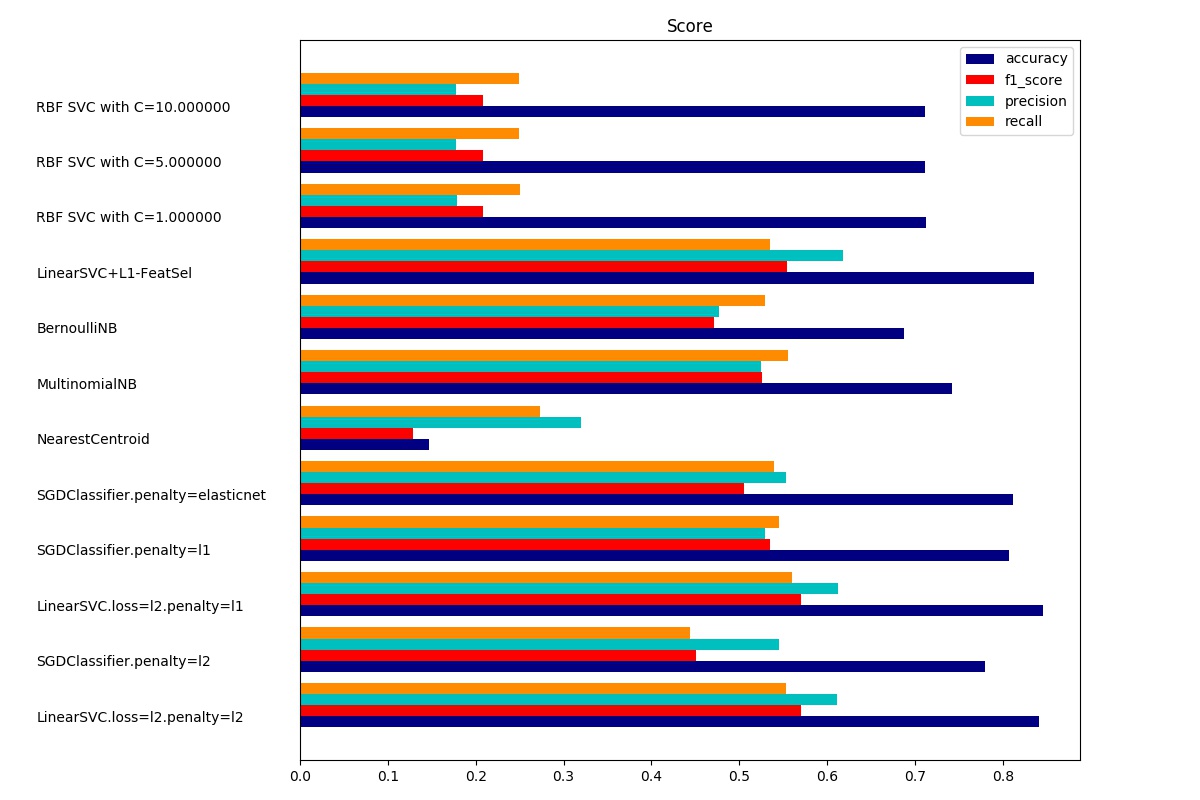 Score
accuracy
f1_score
precision
recall
RBF SVC with C=10.000000
RBF SVC with C=5.000000
RBF SVC with C=1.000000
LinearSVC+L1-FeatSel
BernoulliNB
MultinomialNB
NearestCentroid
SGDClassifier.penalty=elasticnet
SGDClassifier.penalty=l1
LinearSVC.loss=l2.penalty=l1
SGDClassifier.penalty=l2
LinearSVC.loss=l2.penalty=l2
0.0 0.1 0.2 0.3 0.4 0.5 0.6 0.7 0.8